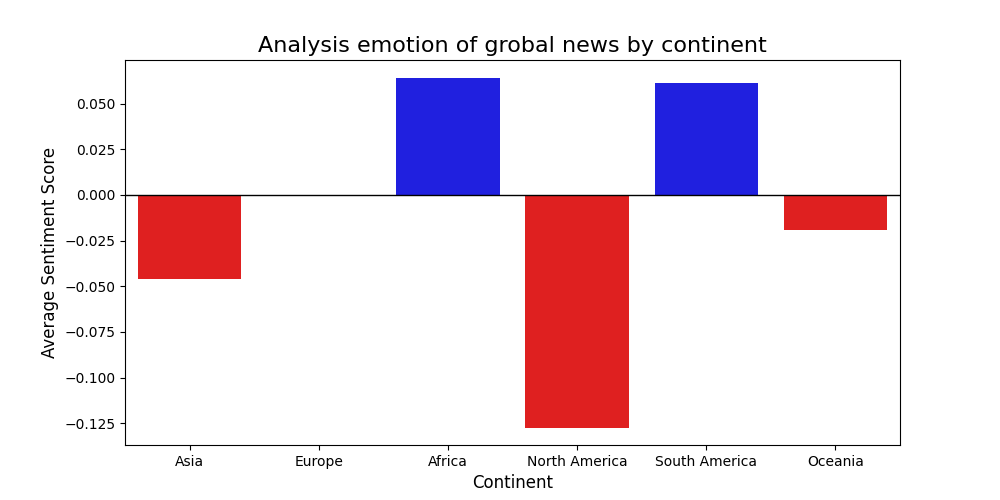 Analysis emotion of grobal news by continent
Average Sentiment Score
0.050
0.025
0.000
−0.025
−0.050
−0.075
−0.100
−0.125
Asia Europe Africa North America South America Oceania
Continent